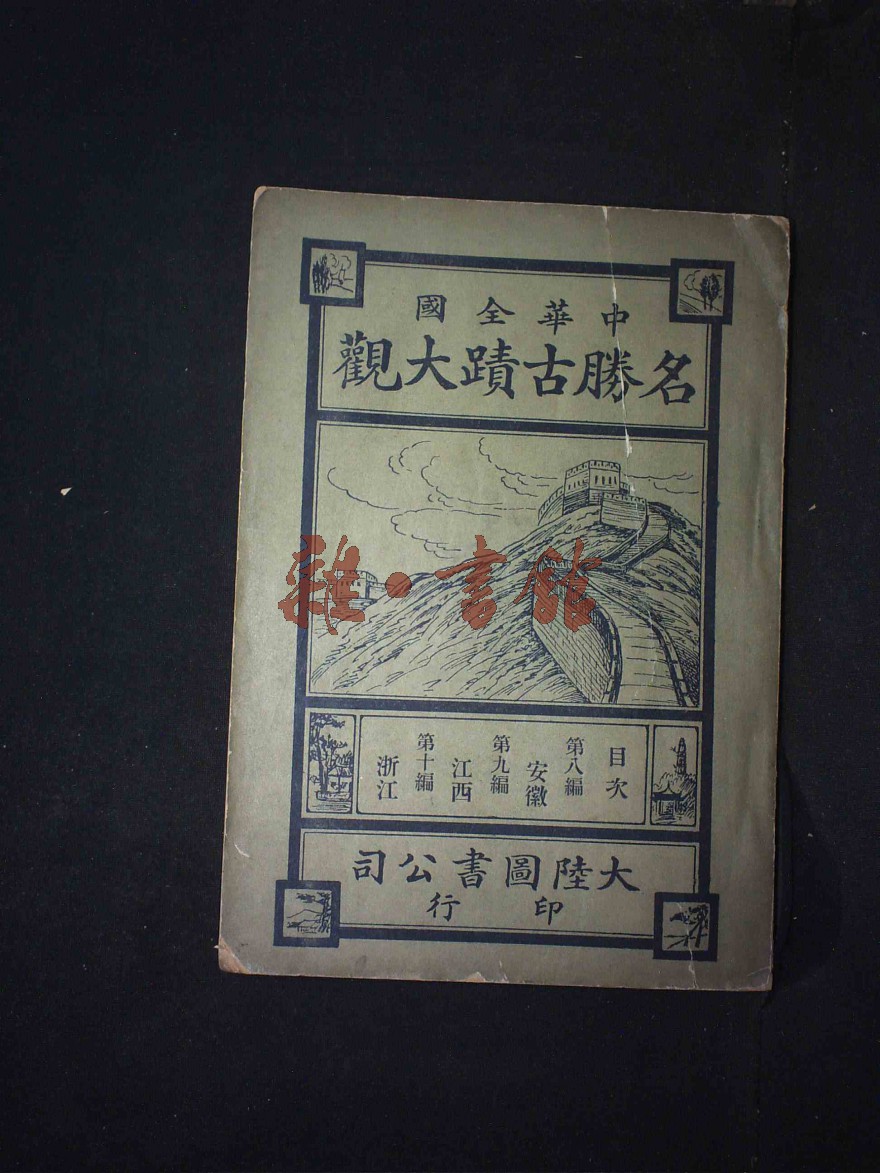 中華全國
名勝古蹟大觀
雜·書館
目次
第八編
安徽
第九編
江西
第十編
浙江
大陸圖書公司
印行